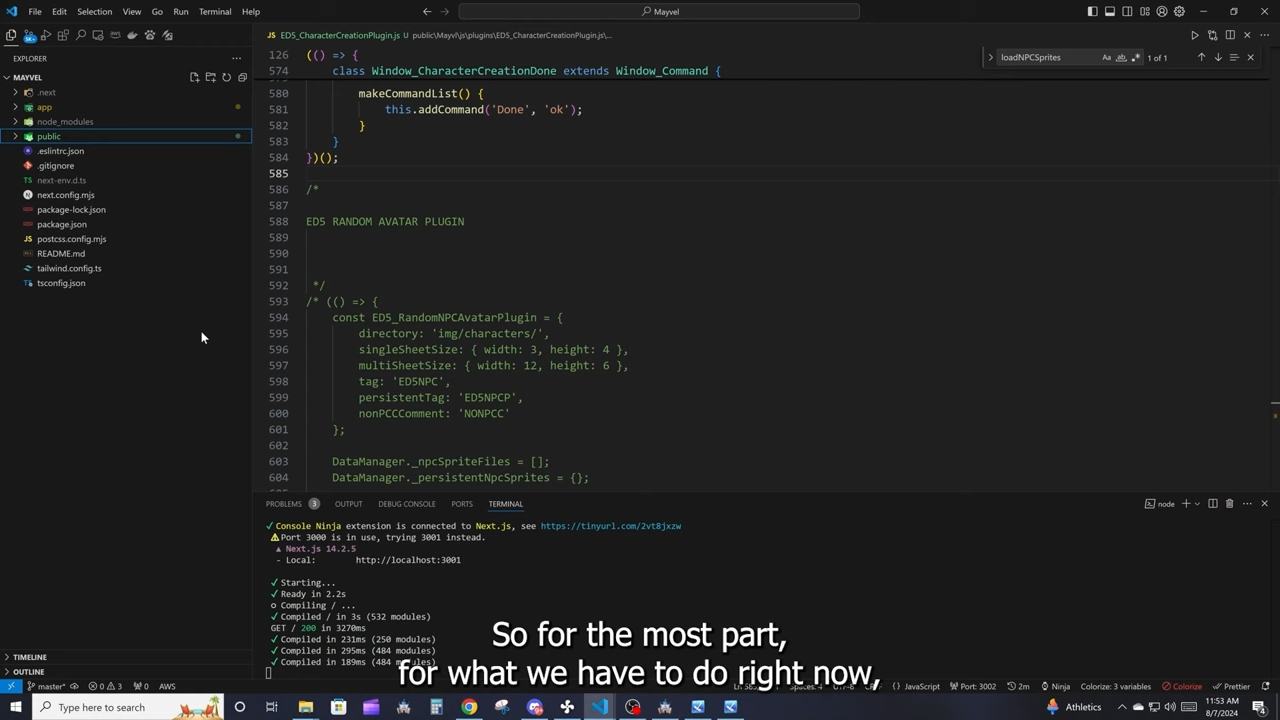 File Edit Selection View Go Run Terminal Help
Mayvel
EXPLORER
MAYVEL
.next
app
node_modules
public
.eslintrc.json
.gitignore
next-env.d.ts
next.config.mjs
package-lock.json
package.json
JS postcss.config.mjs
README.md
tailwind.config.ts
tsconfig.json
TIMELINE
OUTLINE
JS ED5_CharacterCreationPlugin.js U public\Mayvl\js\plugins\ED5_CharacterCreationPlugin.js\...
loadNPCSprites Aa ab 1 of 1
126 (() => {
574 class Window_CharacterCreationDone extends Window_Command {
580 makeCommandList() {
581 this.addCommand('Done', 'ok');
582 }
583 }
584 })();
585
586 /*
587
588 ED5 RANDOM AVATAR PLUGIN
589
590
591
592 */
593 /* (() => {
594 const ED5_RandomNPCAvatarPlugin = {
595 directory: 'img/characters/',
596 singleSheetSize: { width: 3, height: 4 },
597 multiSheetSize: { width: 12, height: 6 },
598 tag: 'ED5NPC',
599 persistentTag: 'ED5NPCP',
600 nonPCCComment: 'NONPCC'
601 };
602
603 DataManager._npcSpriteFiles = [];
604 DataManager._persistentNpcSprites = {};
PROBLEMS 3 OUTPUT DEBUG CONSOLE PORTS TERMINAL
node
✓ Console Ninja extension is connected to Next.js, see https://tinyurl.com/2vt8jxzw
⚠ Port 3000 is in use, trying 3001 instead.
▲ Next.js 14.2.5
- Local: http://localhost:3001
✓ Starting...
✓ Ready in 2.2s
○ Compiling / ...
✓ Compiled / in 3s (532 modules)
GET / 200 in 3270ms
✓ Compiled in 231ms (250 modules)
✓ Compiled in 295ms (484 modules)
✓ Compiled in 189ms (484 modules)
So for the most part,
for what we have to do right now,
master* 0 3 AWS
JavaScript Port: 3002 2m Ninja Colorize: 3 variables Colorize Prettier
Type here to search
Athletics
11:53 AM
8/7/2024